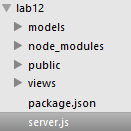 lab12
models
node_modules
public
views
package.json
server.js